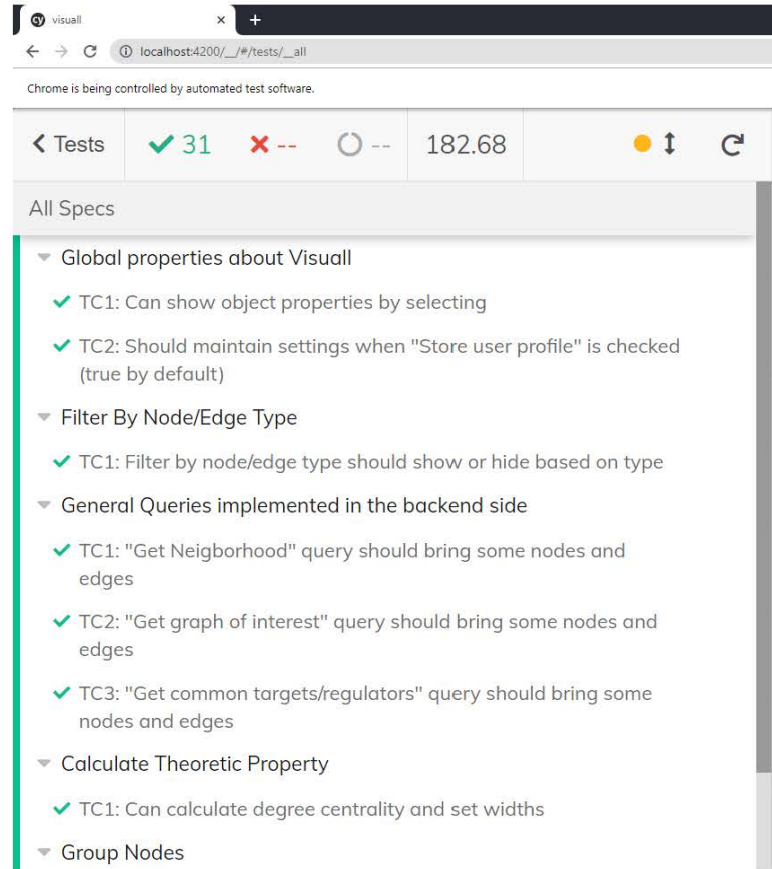 visuall
localhost:4200/__/#/tests/__all
Chrome is being controlled by automated test software.
Tests 31 -- -- 182.68
All Specs
Global properties about Visuall
TC1: Can show object properties by selecting
TC2: Should maintain settings when "Store user profile" is checked
(true by default)
Filter By Node/Edge Type
TC1: Filter by node/edge type should show or hide based on type
General Queries implemented in the backend side
TC1: "Get Neigborhood" query should bring some nodes and
edges
TC2: "Get graph of interest" query should bring some nodes and
edges
TC3: "Get common targets/regulators" query should bring some
nodes and edges
Calculate Theoretic Property
TC1: Can calculate degree centrality and set widths
Group Nodes